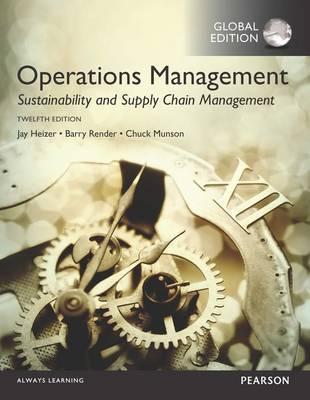 GLOBAL
EDITION
Operations Management
Sustainability and Supply Chain Management
TWELFTH EDITION
Jay Heizer • Barry Render • Chuck Munson
XII
ALWAYS LEARNING
PEARSON